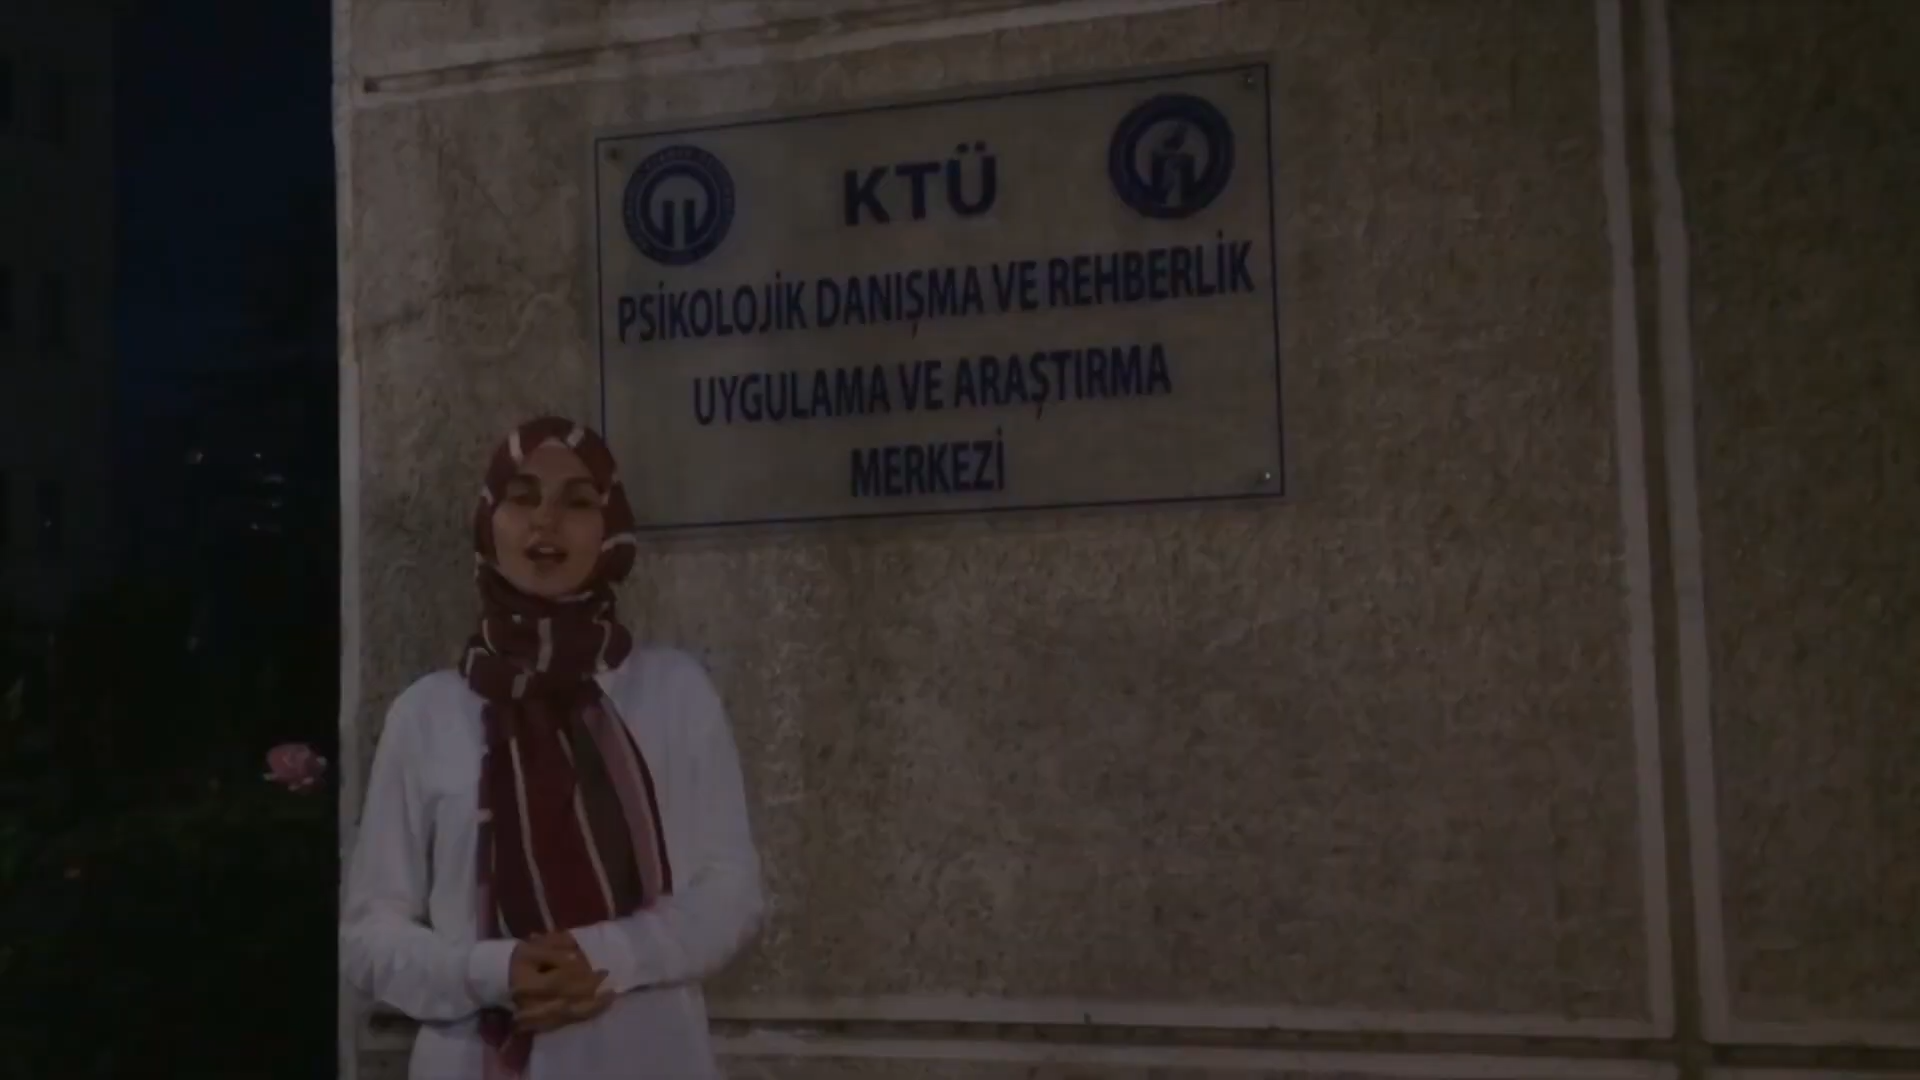 KTÜ
PSİKOLOJİK DANIŞMA VE REHBERLİK
UYGULAMA VE ARAŞTIRMA
MERKEZİ